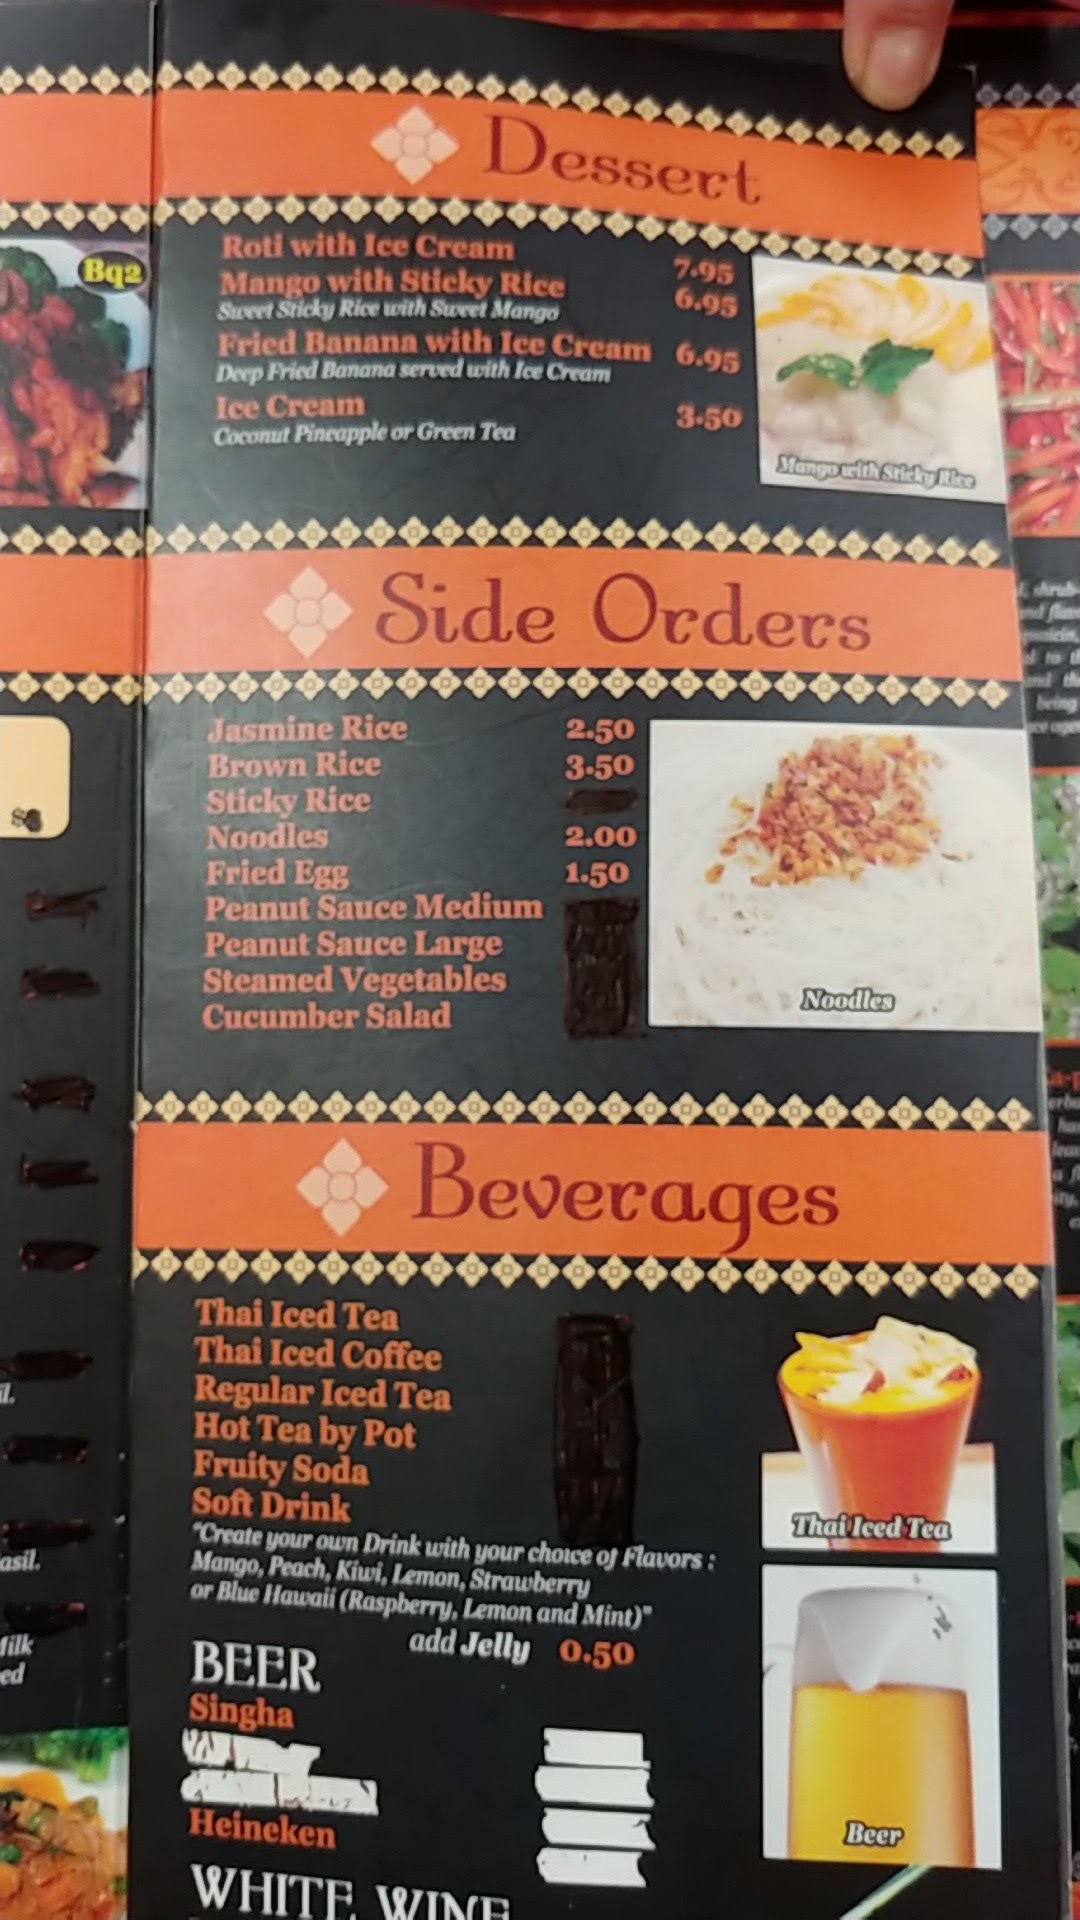 Bq2
Dessert
Roti with Ice Cream 7.95
Mango with Sticky Rice 6.95
Sweet Sticky Rice with Sweet Mango
Fried Banana with Ice Cream 6.95
Deep Fried Banana served with Ice Cream
Ice Cream 3.50
Coconut Pineapple or Green Tea
Mango with Sticky Rice
Side Orders
Jasmine Rice 2.50
Brown Rice 3.50
Sticky Rice
Noodles 2.00
Fried Egg 1.50
Peanut Sauce Medium
Peanut Sauce Large
Steamed Vegetables
Cucumber Salad
Noodles
Beverages
Thai Iced Tea
Thai Iced Coffee
Regular Iced Tea
Hot Tea by Pot
Fruity Soda
Soft Drink
"Create your own Drink with your choice of Flavors :
Mango, Peach, Kiwi, Lemon, Strawberry
or Blue Hawaii (Raspberry, Lemon and Mint)"
add Jelly 0.50
Thai Iced Tea
BEER
Singha
Heineken
Beer
WHITE WINE